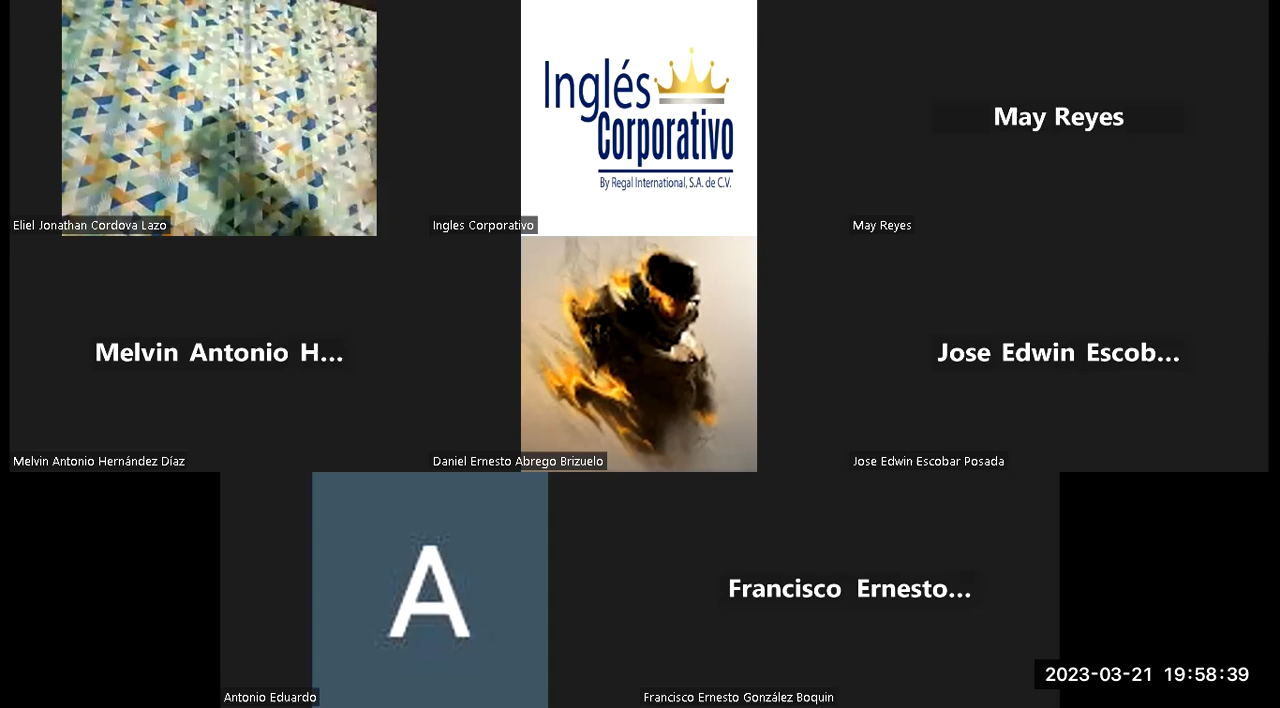 Inglés
Corporativo
By Regal International, S.A. de C.V.
May Reyes
Eliel Jonathan Cordova Lazo
Ingles Corporativo
May Reyes
Melvin Antonio H...
Jose Edwin Escob...
Melvin Antonio Hernández Díaz
Daniel Ernesto Abrego Brizuelo
Jose Edwin Escobar Posada
A
Francisco Ernesto...
2023-03-21 19:58:39
Antonio Eduardo
Francisco Ernesto González Boquin